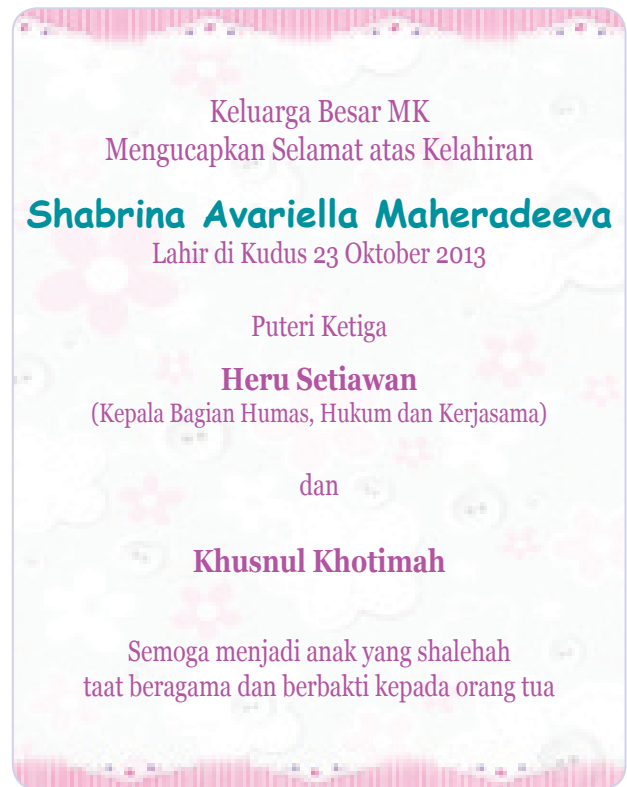 Keluarga Besar MK
Mengucapkan Selamat atas Kelahiran
Shabrina Avariella Maheradeeva
Lahir di Kudus 23 Oktober 2013
Puteri Ketiga
Heru Setiawan
(Kepala Bagian Humas, Hukum dan Kerjasama)
dan
Khusnul Khotimah
Semoga menjadi anak yang shalehah
taat beragama dan berbakti kepada orang tua